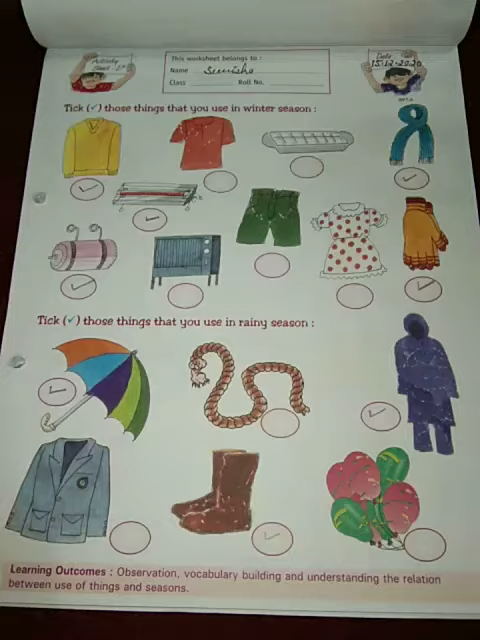 Activity
Sheet
Date
15.12.2020
This worksheet belongs to :
Name
Class Roll No.
Tick (✓) those things that you use in winter season :
Tick (✓) those things that you use in rainy season :
Learning Outcomes : Observation, vocabulary building and understanding the relation
between use of things and seasons.